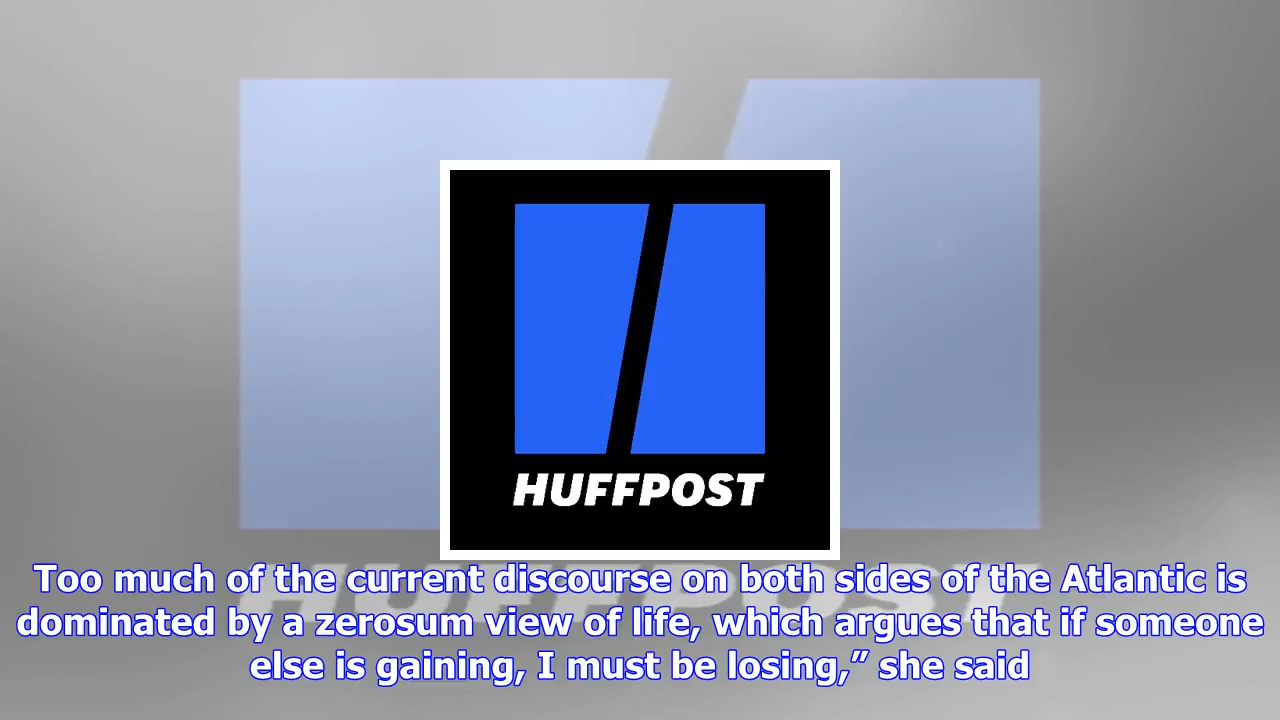 HUFFPOST
Too much of the current discourse on both sides of the Atlantic is
dominated by a zerosum view of life, which argues that if someone
else is gaining, I must be losing,” she said